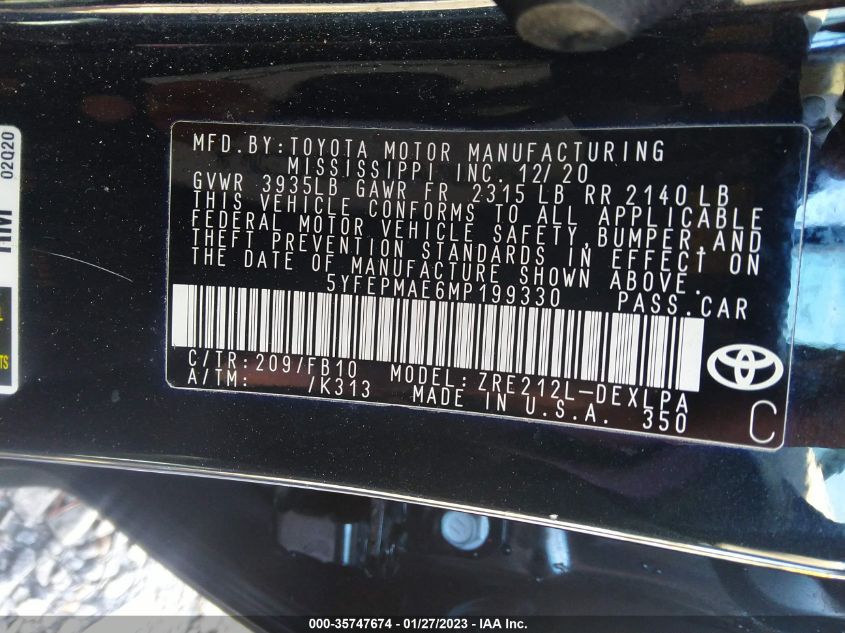 02Q20
HM
MFD.BY:TOYOTA MOTOR MANUFACTURING
MISSISSIPPI INC. 12/20
GVWR 3935LB GAWR FR 2315 LB RR 2140 LB
THIS VEHICLE CONFORMS TO ALL APPLICABLE
FEDERAL MOTOR VEHICLE SAFETY,BUMPER,AND
THEFT PREVENTION STANDARDS IN EFFECT ON
THE DATE OF MANUFACTURE SHOWN ABOVE.
5YFEPMAE6MP199330 PASS.CAR
C/TR:209/FB10 MODEL:ZRE212L-DEXLPA
A/TM: /K313 MADE IN U.S.A. 350
C
000-35747674 - 01/27/2023 - IAA Inc.